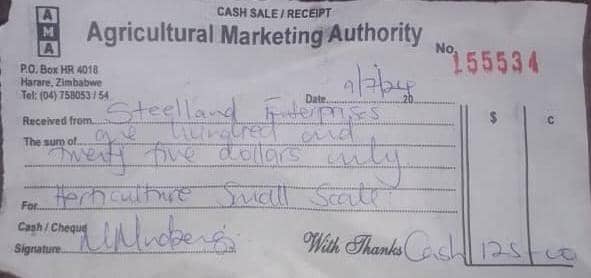 CASH SALE / RECEIPT
AMA
Agricultural Marketing Authority
No. 155534
P.O. Box HR 4018
Harare, Zimbabwe
Tel: (04) 758053 / 54
Date 9/7/24 20
Received from Steelland Enterprises
$ c
The sum of one hundred and
twenty five dollars only
For Horticulture Small Scale
Cash / Cheque
Signature
With Thanks Cash 125-00